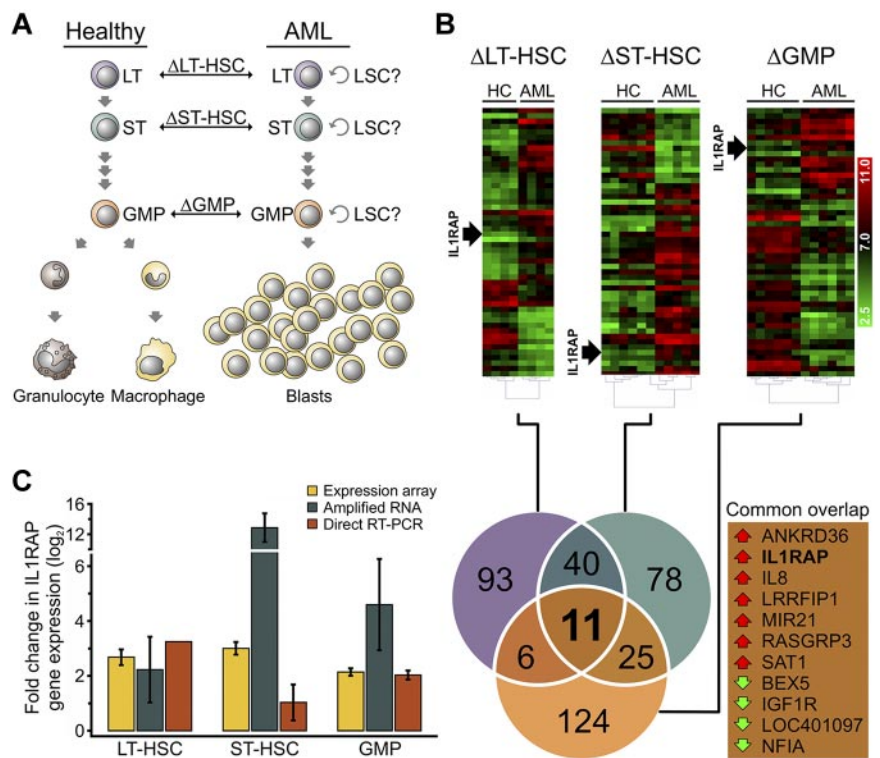 A
Healthy
AML
LT
ΔLT-HSC
LT
LSC?
ST
ΔST-HSC
ST
LSC?
GMP
ΔGMP
GMP
LSC?
Granulocyte
Macrophage
Blasts
B
ΔLT-HSC
ΔST-HSC
ΔGMP
HC
AML
HC
AML
HC
AML
IL1RAP
IL1RAP
IL1RAP
11.0
7.0
2.5
93
40
78
11
6
25
124
Common overlap
ANKRD36
IL1RAP
IL8
LRRFIP1
MIR21
RASGRP3
SAT1
BEX5
IGF1R
LOC401097
NFIA
C
Fold change in IL1RAP
gene expression (log2)
16
12
6
4
2
0
Expression array
Amplified RNA
Direct RT-PCR
LT-HSC
ST-HSC
GMP